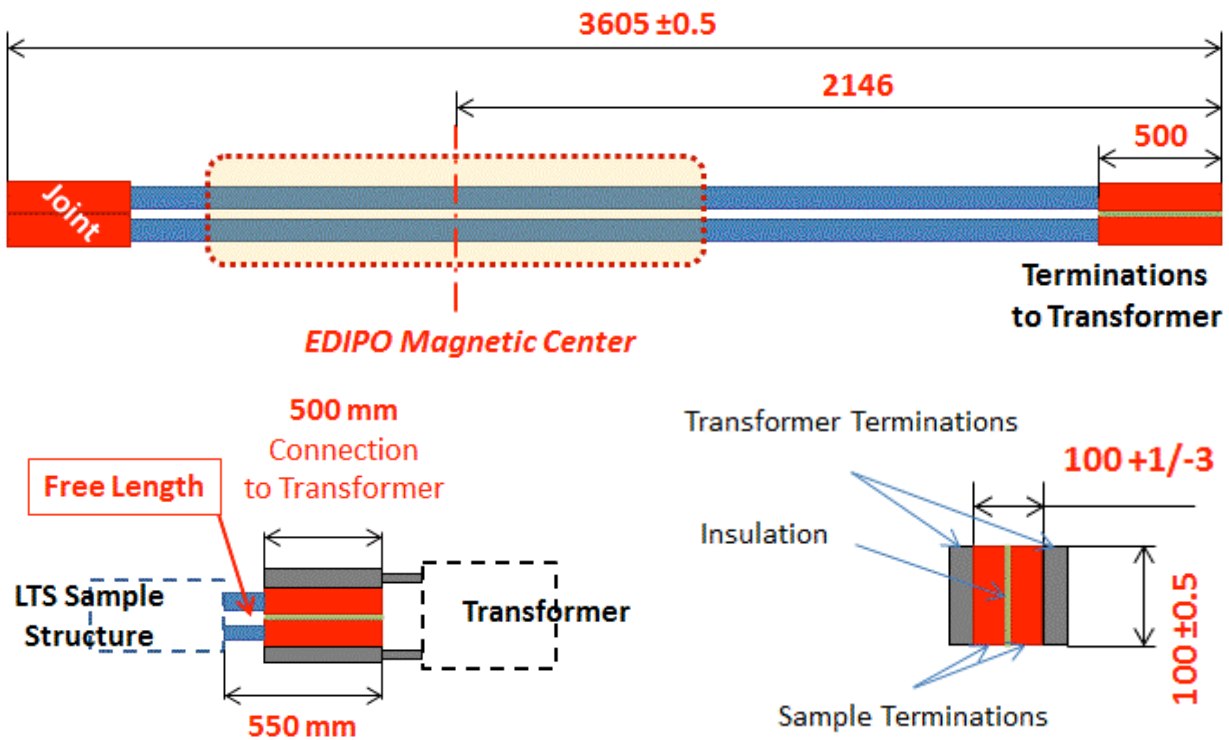 3605 ±0.5
2146
500
Joint
Terminations
to Transformer
EDIPO Magnetic Center
500 mm
Connection
to Transformer
Free Length
LTS Sample
Structure
Transformer
550 mm
Transformer Terminations
100 +1/-3
Insulation
100 ±0.5
Sample Terminations